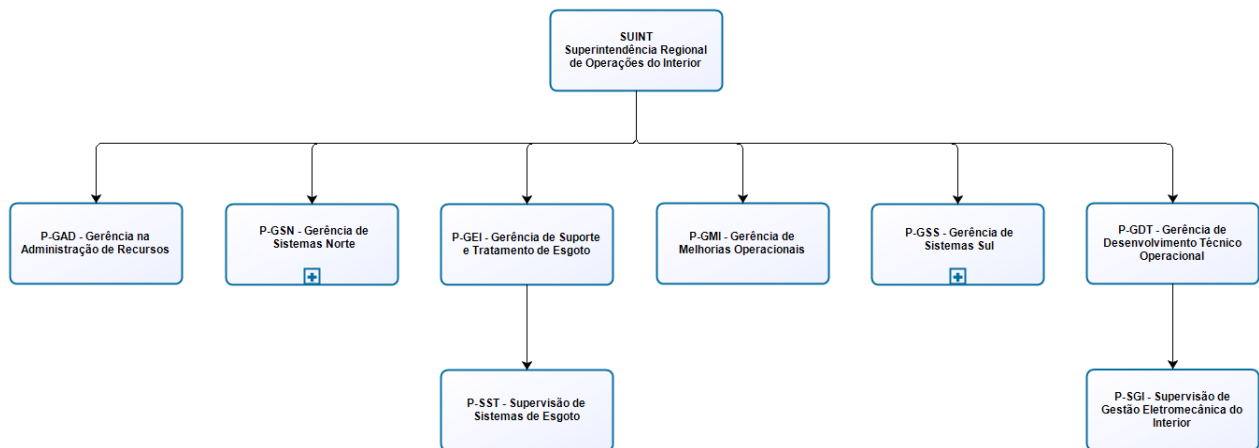 SUINT
Superintendência Regional
de Operações do Interior
P-GAD - Gerência na
Administração de Recursos
P-GSN - Gerência de
Sistemas Norte
P-GEI - Gerência de Suporte
e Tratamento de Esgoto
P-GMI - Gerência de
Melhorias Operacionais
P-GSS - Gerência de
Sistemas Sul
P-GDT - Gerência de
Desenvolvimento Técnico
Operacional
P-SST - Supervisão de
Sistemas de Esgoto
P-SGI - Supervisão de
Gestão Eletromecânica do
Interior